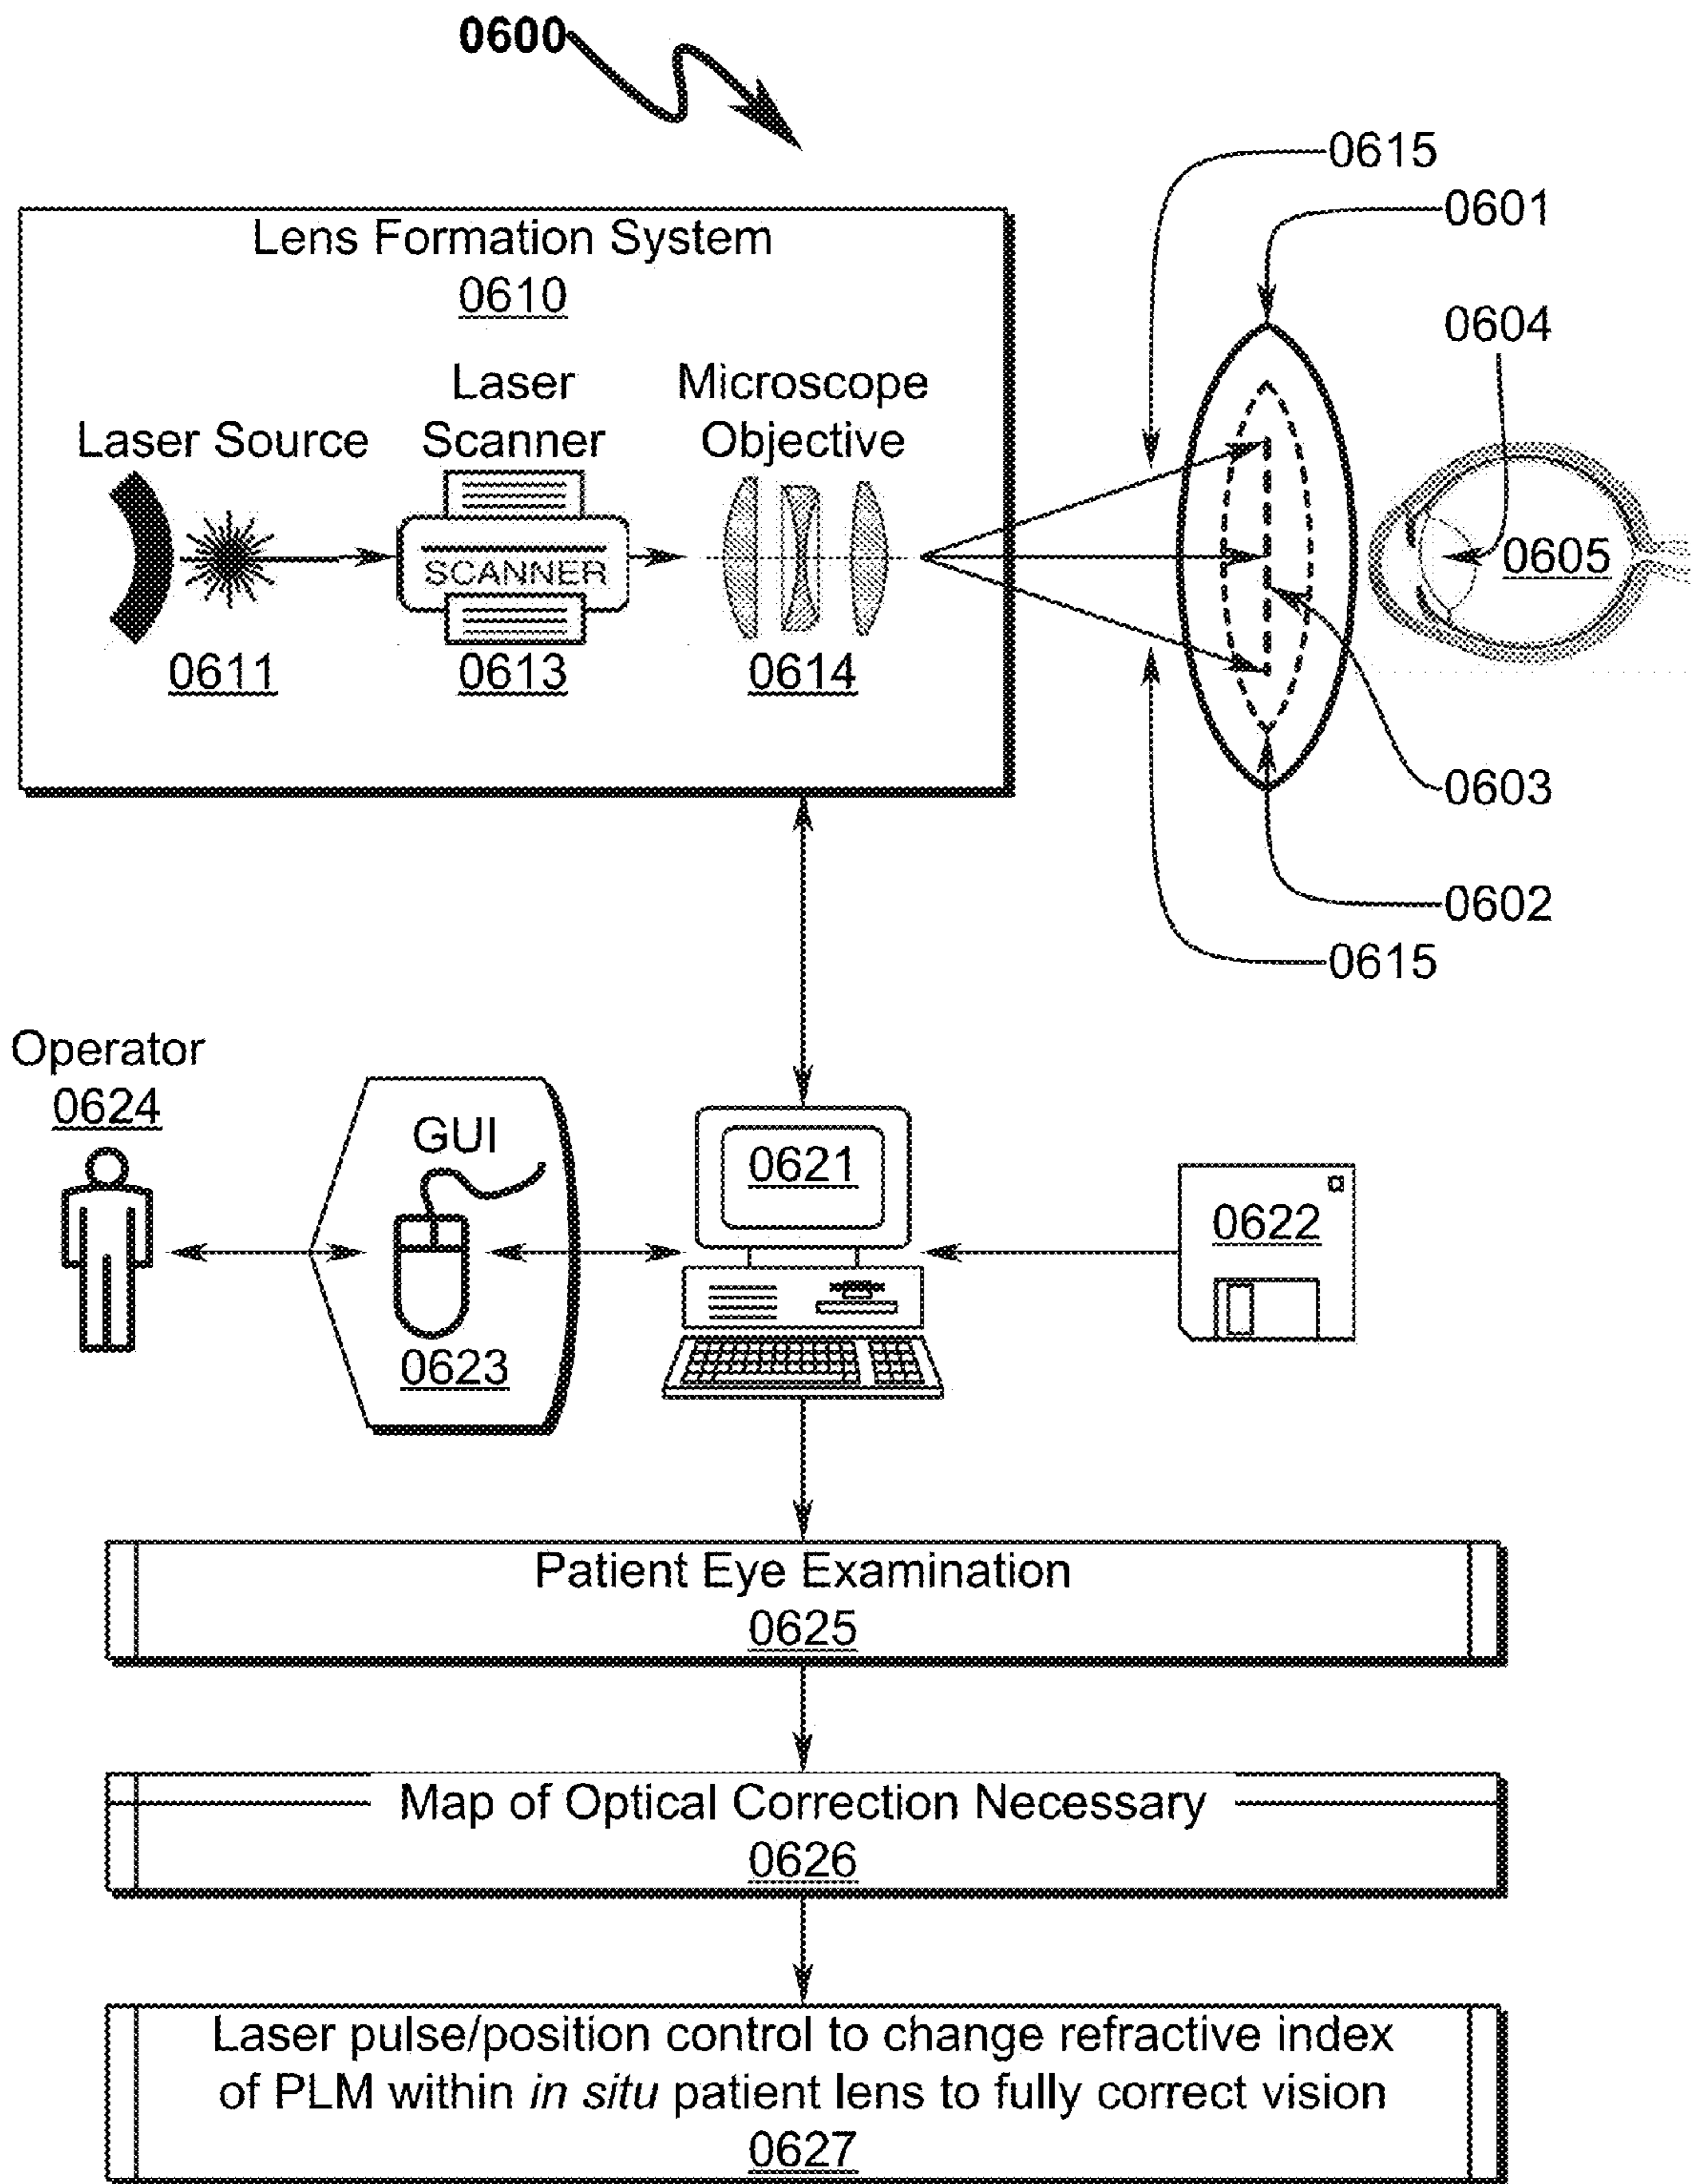 0600
0615
0601
0604
Lens Formation System
0610
Laser Source
Laser
Scanner
Microscope
Objective
SCANNER
0605
0611
0613
0614
0603
0602
0615
Operator
0624
GUI
0623
0621
0622
Patient Eye Examination
0625
Map of Optical Correction Necessary
0626
Laser pulse/position control to change refractive index
of PLM within in situ patient lens to fully correct vision
0627